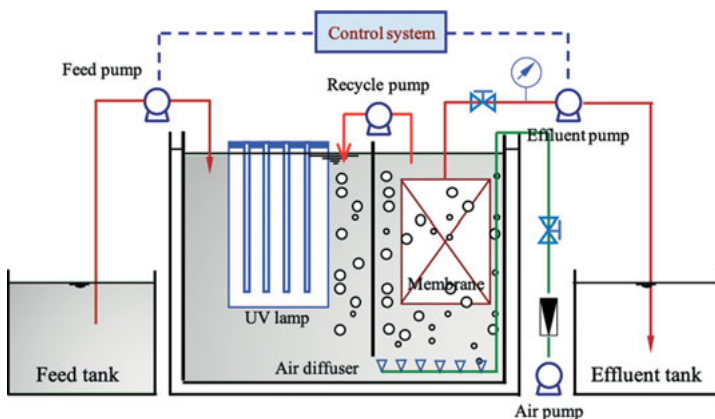 Control system
Feed pump
Recycle pump
Effluent pump
Membrane
UV lamp
Air diffuser
Feed tank
Effluent tank
Air pump